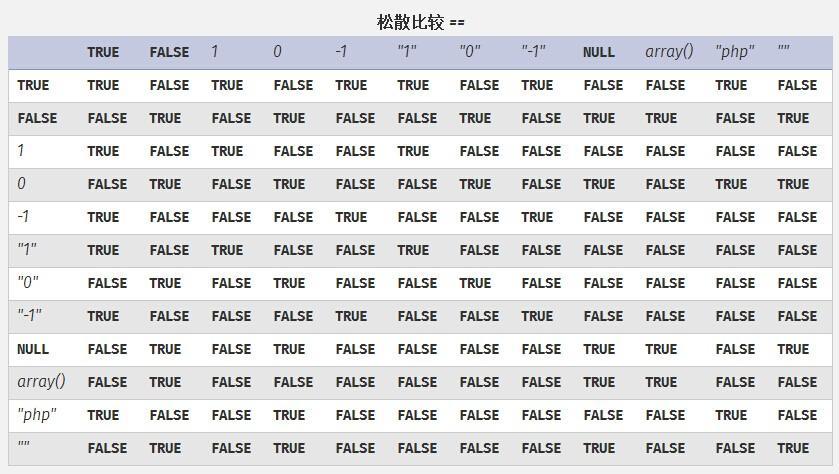 松散比较 ==
TRUE FALSE 1 0 -1 "1" "0" "-1" NULL array() "php" ""
TRUE TRUE FALSE TRUE FALSE TRUE TRUE FALSE TRUE FALSE FALSE TRUE FALSE
FALSE FALSE TRUE FALSE TRUE FALSE FALSE TRUE FALSE TRUE TRUE FALSE TRUE
1 TRUE FALSE TRUE FALSE FALSE TRUE FALSE FALSE FALSE FALSE FALSE FALSE
0 FALSE TRUE FALSE TRUE FALSE FALSE TRUE FALSE TRUE FALSE TRUE TRUE
-1 TRUE FALSE FALSE FALSE TRUE FALSE FALSE TRUE FALSE FALSE FALSE FALSE
"1" TRUE FALSE TRUE FALSE FALSE TRUE FALSE FALSE FALSE FALSE FALSE FALSE
"0" FALSE TRUE FALSE TRUE FALSE FALSE TRUE FALSE FALSE FALSE FALSE FALSE
"-1" TRUE FALSE FALSE FALSE TRUE FALSE FALSE TRUE FALSE FALSE FALSE FALSE
NULL FALSE TRUE FALSE TRUE FALSE FALSE FALSE FALSE TRUE TRUE FALSE TRUE
array() FALSE TRUE FALSE FALSE FALSE FALSE FALSE FALSE TRUE TRUE FALSE FALSE
"php" TRUE FALSE FALSE TRUE FALSE FALSE FALSE FALSE FALSE FALSE TRUE FALSE
"" FALSE TRUE FALSE TRUE FALSE FALSE FALSE FALSE TRUE FALSE FALSE TRUE